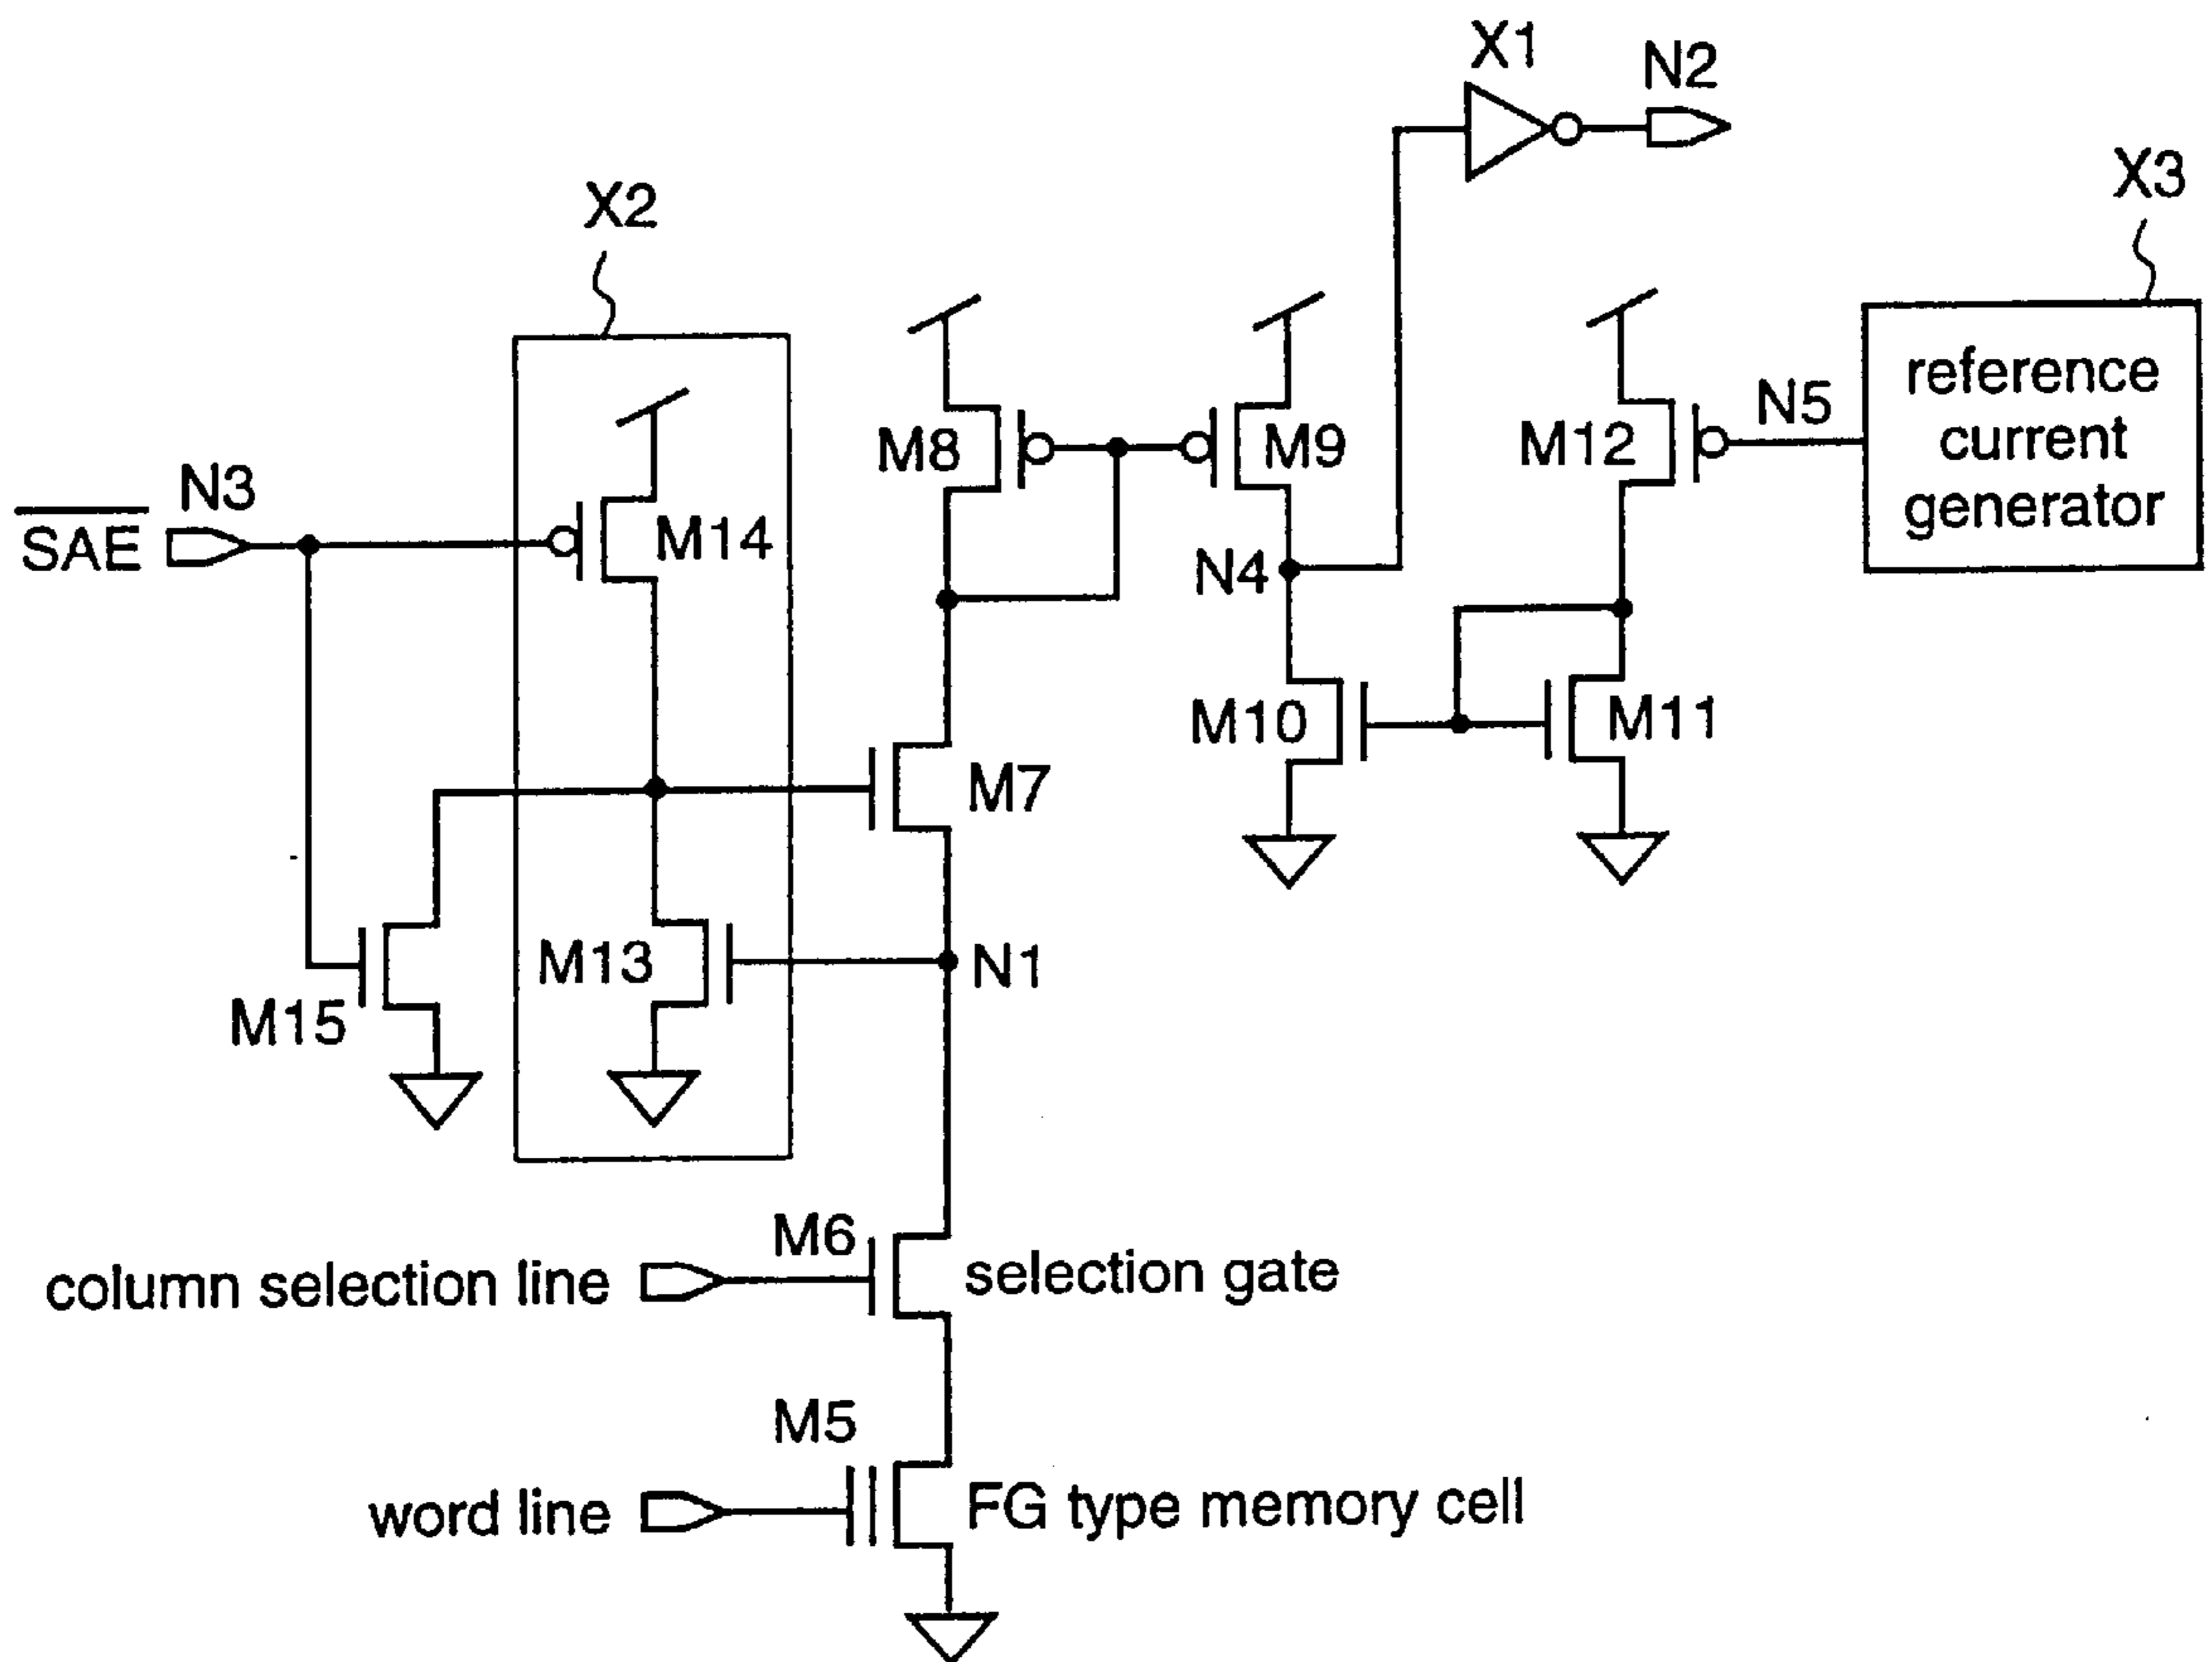 X1
N2
X3
X2
reference
current
generator
N5
M8
M9
M12
N3
SAE
M14
N4
M10
M11
M7
M13
N1
M15
M6
column selection line
selection gate
M5
word line
FG type memory cell